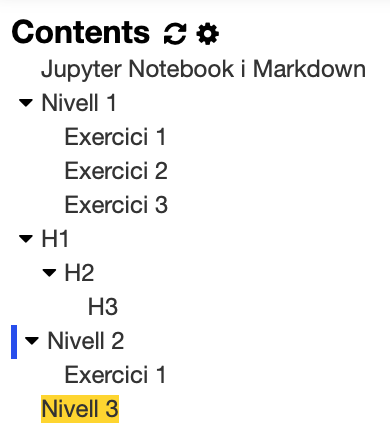 Contents
Jupyter Notebook i Markdown
Nivell 1
Exercici 1
Exercici 2
Exercici 3
H1
H2
H3
Nivell 2
Exercici 1
Nivell 3